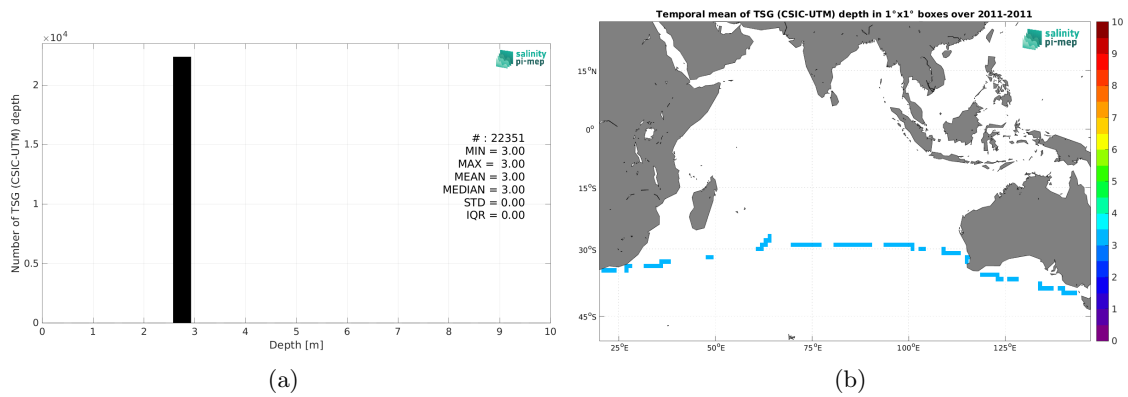 ×10⁴
2
1.5
1
0.5
0
Number of TSG (CSIC-UTM) depth
salinity
pi-mep
# : 22351
MIN = 3.00
MAX = 3.00
MEAN = 3.00
MEDIAN = 3.00
STD = 0.00
IQR = 0.00
0 1 2 3 4 5 6 7 8 9 10
Depth [m]
(a)
Temporal mean of TSG (CSIC-UTM) depth in 1°x1° boxes over 2011-2011
salinity
pi-mep
15°N
0°
15°S
30°S
45°S
25°E 50°E 75°E 100°E 125°E
10
9
8
7
6
5
4
3
2
1
0
(b)